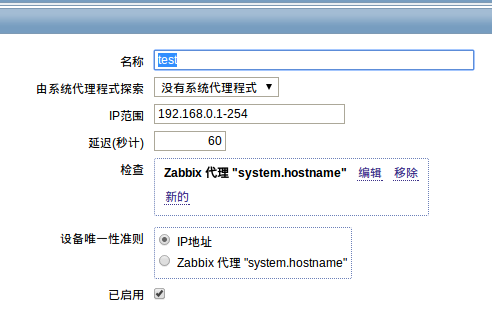 名称 test
由系统代理程式探索 没有系统代理程式
IP范围 192.168.0.1-254
延迟(秒计) 60
检查 Zabbix 代理 "system.hostname" 编辑 移除
新的
设备唯一性准则 IP地址
Zabbix 代理 "system.hostname"
已启用